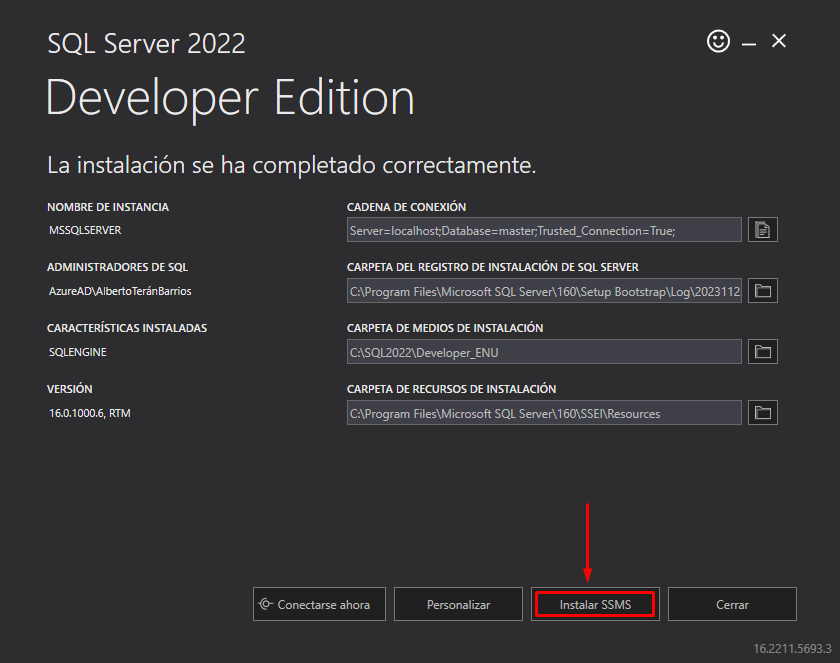 SQL Server 2022
Developer Edition
La instalación se ha completado correctamente.
NOMBRE DE INSTANCIA
MSSQLSERVER
CADENA DE CONEXIÓN
Server=localhost;Database=master;Trusted_Connection=True;
ADMINISTRADORES DE SQL
AzureAD\AlbertoTeránBarrios
CARPETA DEL REGISTRO DE INSTALACIÓN DE SQL SERVER
C:\Program Files\Microsoft SQL Server\160\Setup Bootstrap\Log\2023112
CARACTERÍSTICAS INSTALADAS
SQLENGINE
CARPETA DE MEDIOS DE INSTALACIÓN
C:\SQL2022\Developer_ENU
VERSIÓN
16.0.1000.6, RTM
CARPETA DE RECURSOS DE INSTALACIÓN
C:\Program Files\Microsoft SQL Server\160\SSEI\Resources
Conectarse ahora
Personalizar
Instalar SSMS
Cerrar
16.2211.5693.3